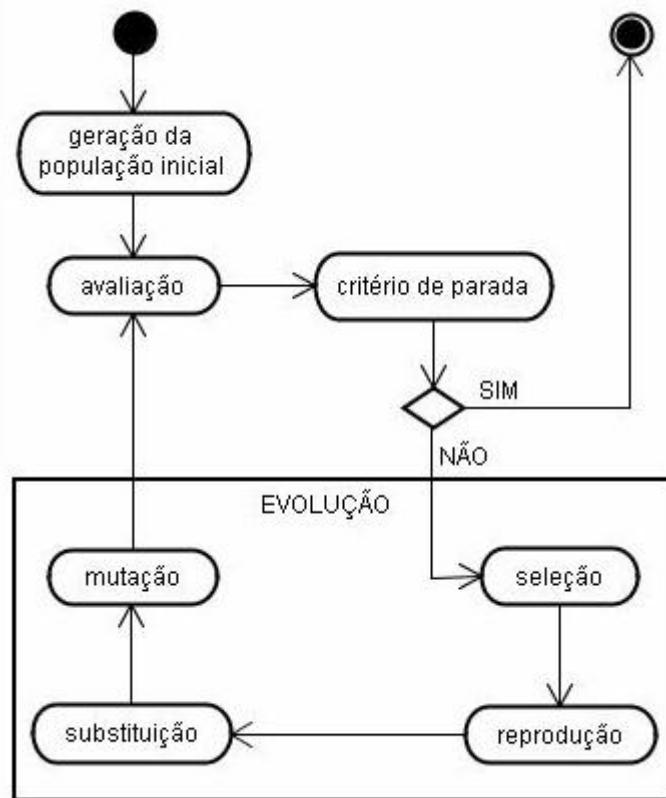 geração da
população inicial
avaliação
critério de parada
SIM
NÃO
EVOLUÇÃO
mutação
seleção
substituição
reprodução